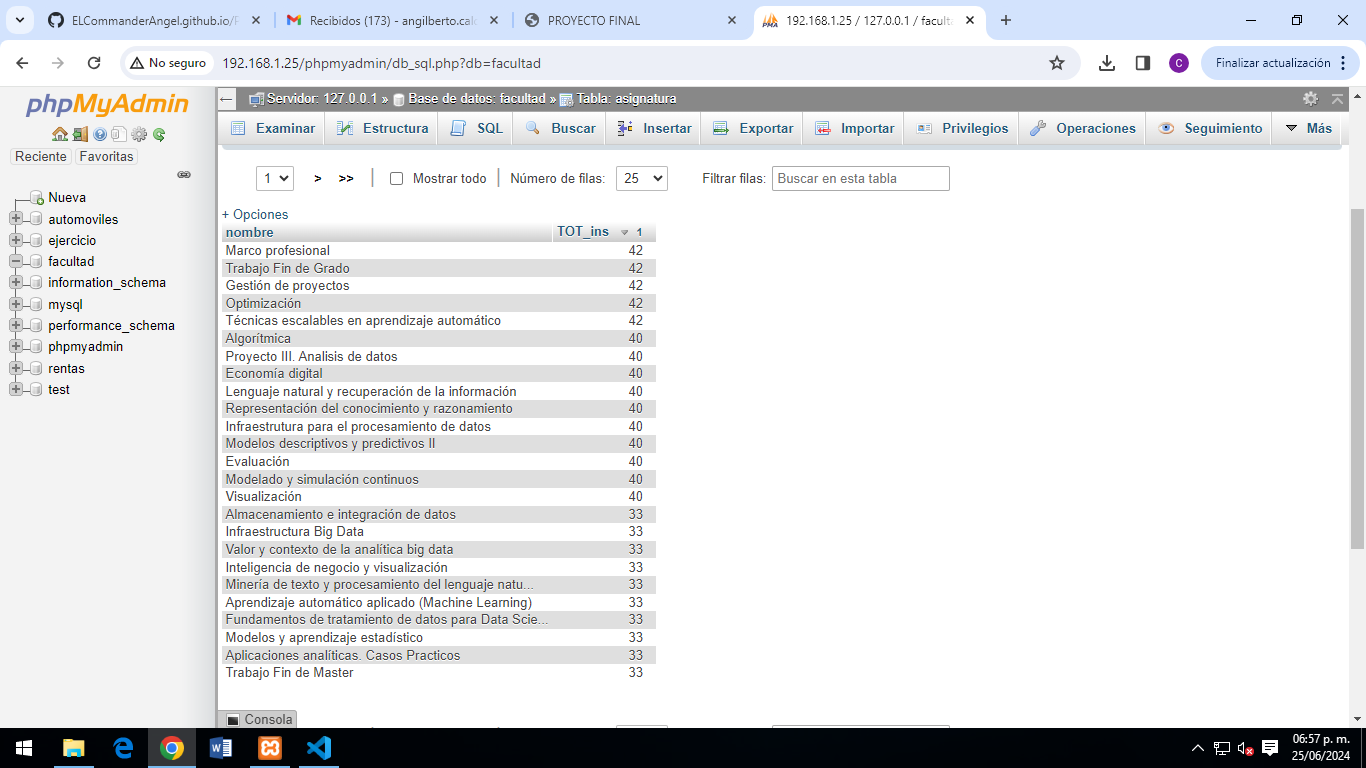 ELCommanderAngel.github.io/P
Recibidos (173) - angilberto.cald
PROYECTO FINAL
192.168.1.25 / 127.0.0.1 / faculta
No seguro
192.168.1.25/phpmyadmin/db_sql.php?db=facultad
C
Finalizar actualización
phpMyAdmin
Reciente
Favoritas
Nueva
automoviles
ejercicio
facultad
information_schema
mysql
performance_schema
phpmyadmin
rentas
test
Servidor: 127.0.0.1 » Base de datos: facultad » Tabla: asignatura
Examinar Estructura SQL Buscar Insertar Exportar Importar Privilegios Operaciones Seguimiento Más
1 > >> Mostrar todo Número de filas: 25 Filtrar filas: Buscar en esta tabla
+ Opciones
nombre TOT_ins 1
Marco profesional 42
Trabajo Fin de Grado 42
Gestión de proyectos 42
Optimización 42
Técnicas escalables en aprendizaje automático 42
Algorítmica 40
Proyecto III. Analisis de datos 40
Economía digital 40
Lenguaje natural y recuperación de la información 40
Representación del conocimiento y razonamiento 40
Infraestrutura para el procesamiento de datos 40
Modelos descriptivos y predictivos II 40
Evaluación 40
Modelado y simulación continuos 40
Visualización 40
Almacenamiento e integración de datos 33
Infraestructura Big Data 33
Valor y contexto de la analítica big data 33
Inteligencia de negocio y visualización 33
Minería de texto y procesamiento del lenguaje natu... 33
Aprendizaje automático aplicado (Machine Learning) 33
Fundamentos de tratamiento de datos para Data Scie... 33
Modelos y aprendizaje estadístico 33
Aplicaciones analíticas. Casos Practicos 33
Trabajo Fin de Master 33
Consola
06:57 p. m.
25/06/2024